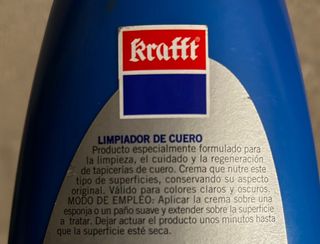 Krafft
LIMPIADOR DE CUERO
Producto especialmente formulado para
la limpieza, el cuidado y la regeneración
de tapicerías de cuero. Crema que nutre este
tipo de superficies, conservando su aspecto
original. Válido para colores claros y oscuros.
MODO DE EMPLEO: Aplicar la crema sobre una
esponja o un paño suave y extender sobre la superficie
a tratar. Dejar actuar el producto unos minutos hasta
que la superficie esté seca.